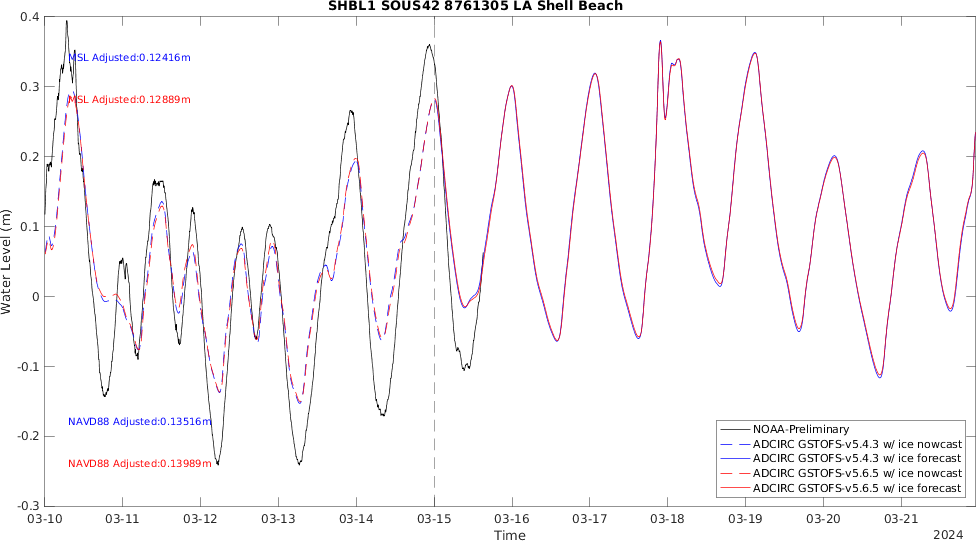 SHBL1 SOUS42 8761305 LA Shell Beach
0.4
0.3
0.2
0.1
0
-0.1
-0.2
-0.3
Water Level (m)
MSL Adjusted:0.12416m
MSL Adjusted:0.12889m
NAVD88 Adjusted:0.13516m
NAVD88 Adjusted:0.13989m
NOAA-Preliminary
ADCIRC GSTOFS-v5.4.3 w/ ice nowcast
ADCIRC GSTOFS-v5.4.3 w/ ice forecast
ADCIRC GSTOFS-v5.6.5 w/ ice nowcast
ADCIRC GSTOFS-v5.6.5 w/ ice forecast
03-10 03-11 03-12 03-13 03-14 03-15 03-16 03-17 03-18 03-19 03-20 03-21
Time
2024